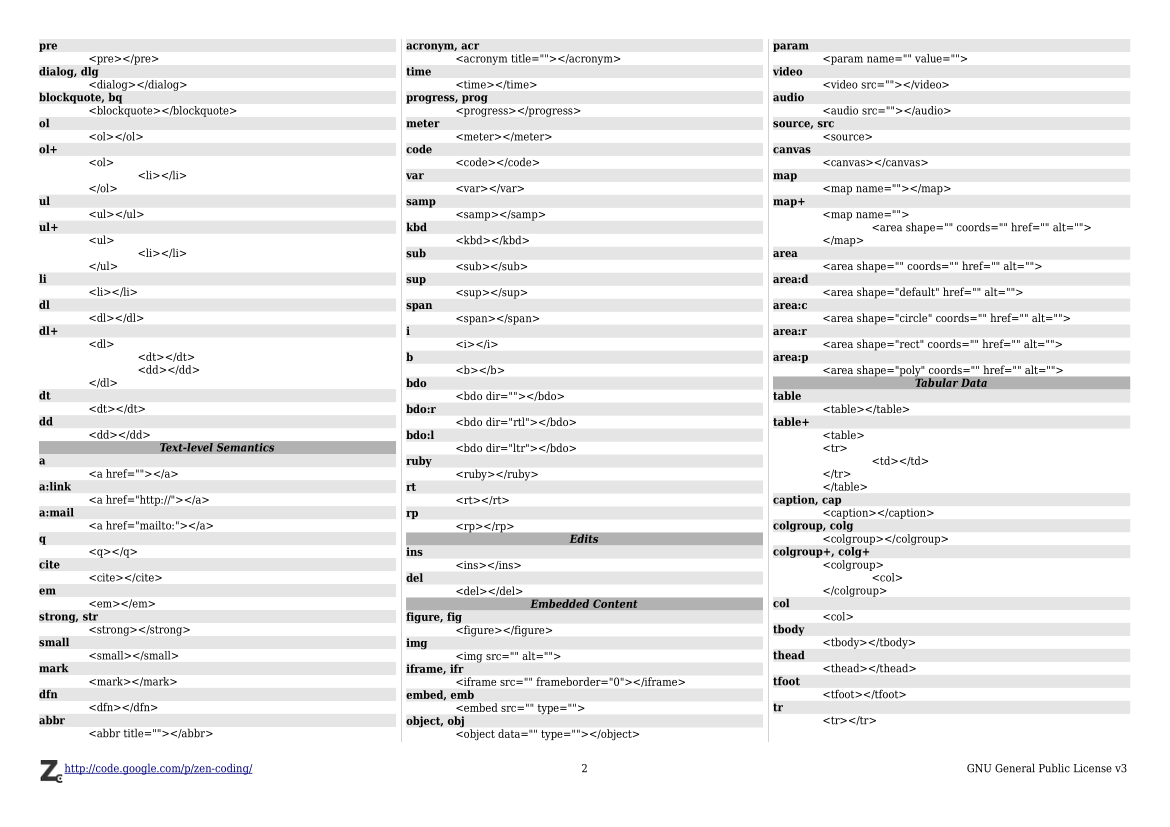 pre
<pre></pre>
dialog, dlg
<dialog></dialog>
blockquote, bq
<blockquote></blockquote>
ol
<ol></ol>
ol+
<ol>
<li></li>
</ol>
ul
<ul></ul>
ul+
<ul>
<li></li>
</ul>
li
<li></li>
dl
<dl></dl>
dl+
<dl>
<dt></dt>
<dd></dd>
</dl>
dt
<dt></dt>
dd
<dd></dd>
Text-level Semantics
a
<a href=""></a>
a:link
<a href="http://"></a>
a:mail
<a href="mailto:"></a>
q
<q></q>
cite
<cite></cite>
em
<em></em>
strong, str
<strong></strong>
small
<small></small>
mark
<mark></mark>
dfn
<dfn></dfn>
abbr
<abbr title=""></abbr>
acronym, acr
<acronym title=""></acronym>
time
<time></time>
progress, prog
<progress></progress>
meter
<meter></meter>
code
<code></code>
var
<var></var>
samp
<samp></samp>
kbd
<kbd></kbd>
sub
<sub></sub>
sup
<sup></sup>
span
<span></span>
i
<i></i>
b
<b></b>
bdo
<bdo dir=""></bdo>
bdo:r
<bdo dir="rtl"></bdo>
bdo:l
<bdo dir="ltr"></bdo>
ruby
<ruby></ruby>
rt
<rt></rt>
rp
<rp></rp>
Edits
ins
<ins></ins>
del
<del></del>
Embedded Content
figure, fig
<figure></figure>
img
<img src="" alt="">
iframe, ifr
<iframe src="" frameborder="0"></iframe>
embed, emb
<embed src="" type="">
object, obj
<object data="" type=""></object>
param
<param name="" value="">
video
<video src=""></video>
audio
<audio src=""></audio>
source, src
<source>
canvas
<canvas></canvas>
map
<map name=""></map>
map+
<map name="">
<area shape="" coords="" href="" alt="">
</map>
area
<area shape="" coords="" href="" alt="">
area:d
<area shape="default" href="" alt="">
area:c
<area shape="circle" coords="" href="" alt="">
area:r
<area shape="rect" coords="" href="" alt="">
area:p
<area shape="poly" coords="" href="" alt="">
Tabular Data
table
<table></table>
table+
<table>
<tr>
<td></td>
</tr>
</table>
caption, cap
<caption></caption>
colgroup, colg
<colgroup></colgroup>
colgroup+, colg+
<colgroup>
<col>
</colgroup>
col
<col>
tbody
<tbody></tbody>
thead
<thead></thead>
tfoot
<tfoot></tfoot>
tr
<tr></tr>
Zc http://code.google.com/p/zen-coding/
2
GNU General Public License v3